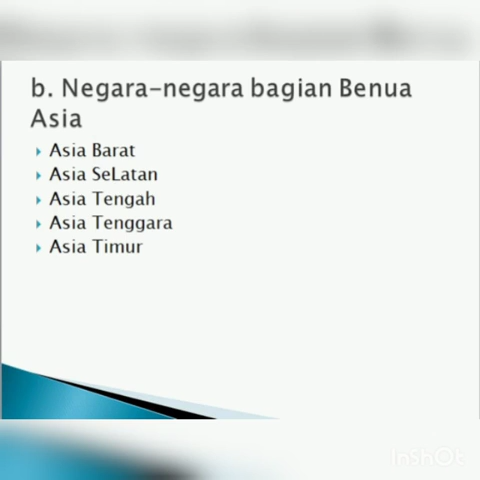 b. Negara-negara bagian Benua
Asia
Asia Barat
Asia SeLatan
Asia Tengah
Asia Tenggara
Asia Timur
InShOt